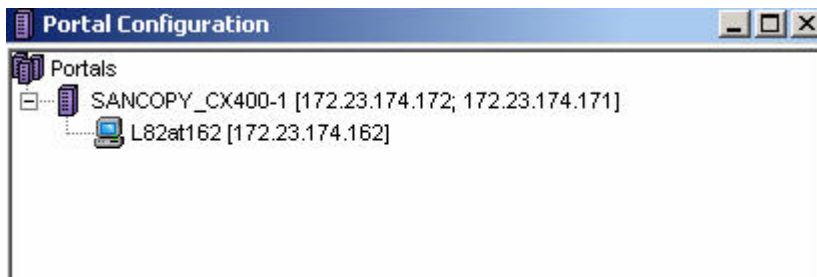 Portal Configuration
Portals
SANCOPY_CX400-1 [172.23.174.172; 172.23.174.171]
L82at162 [172.23.174.162]